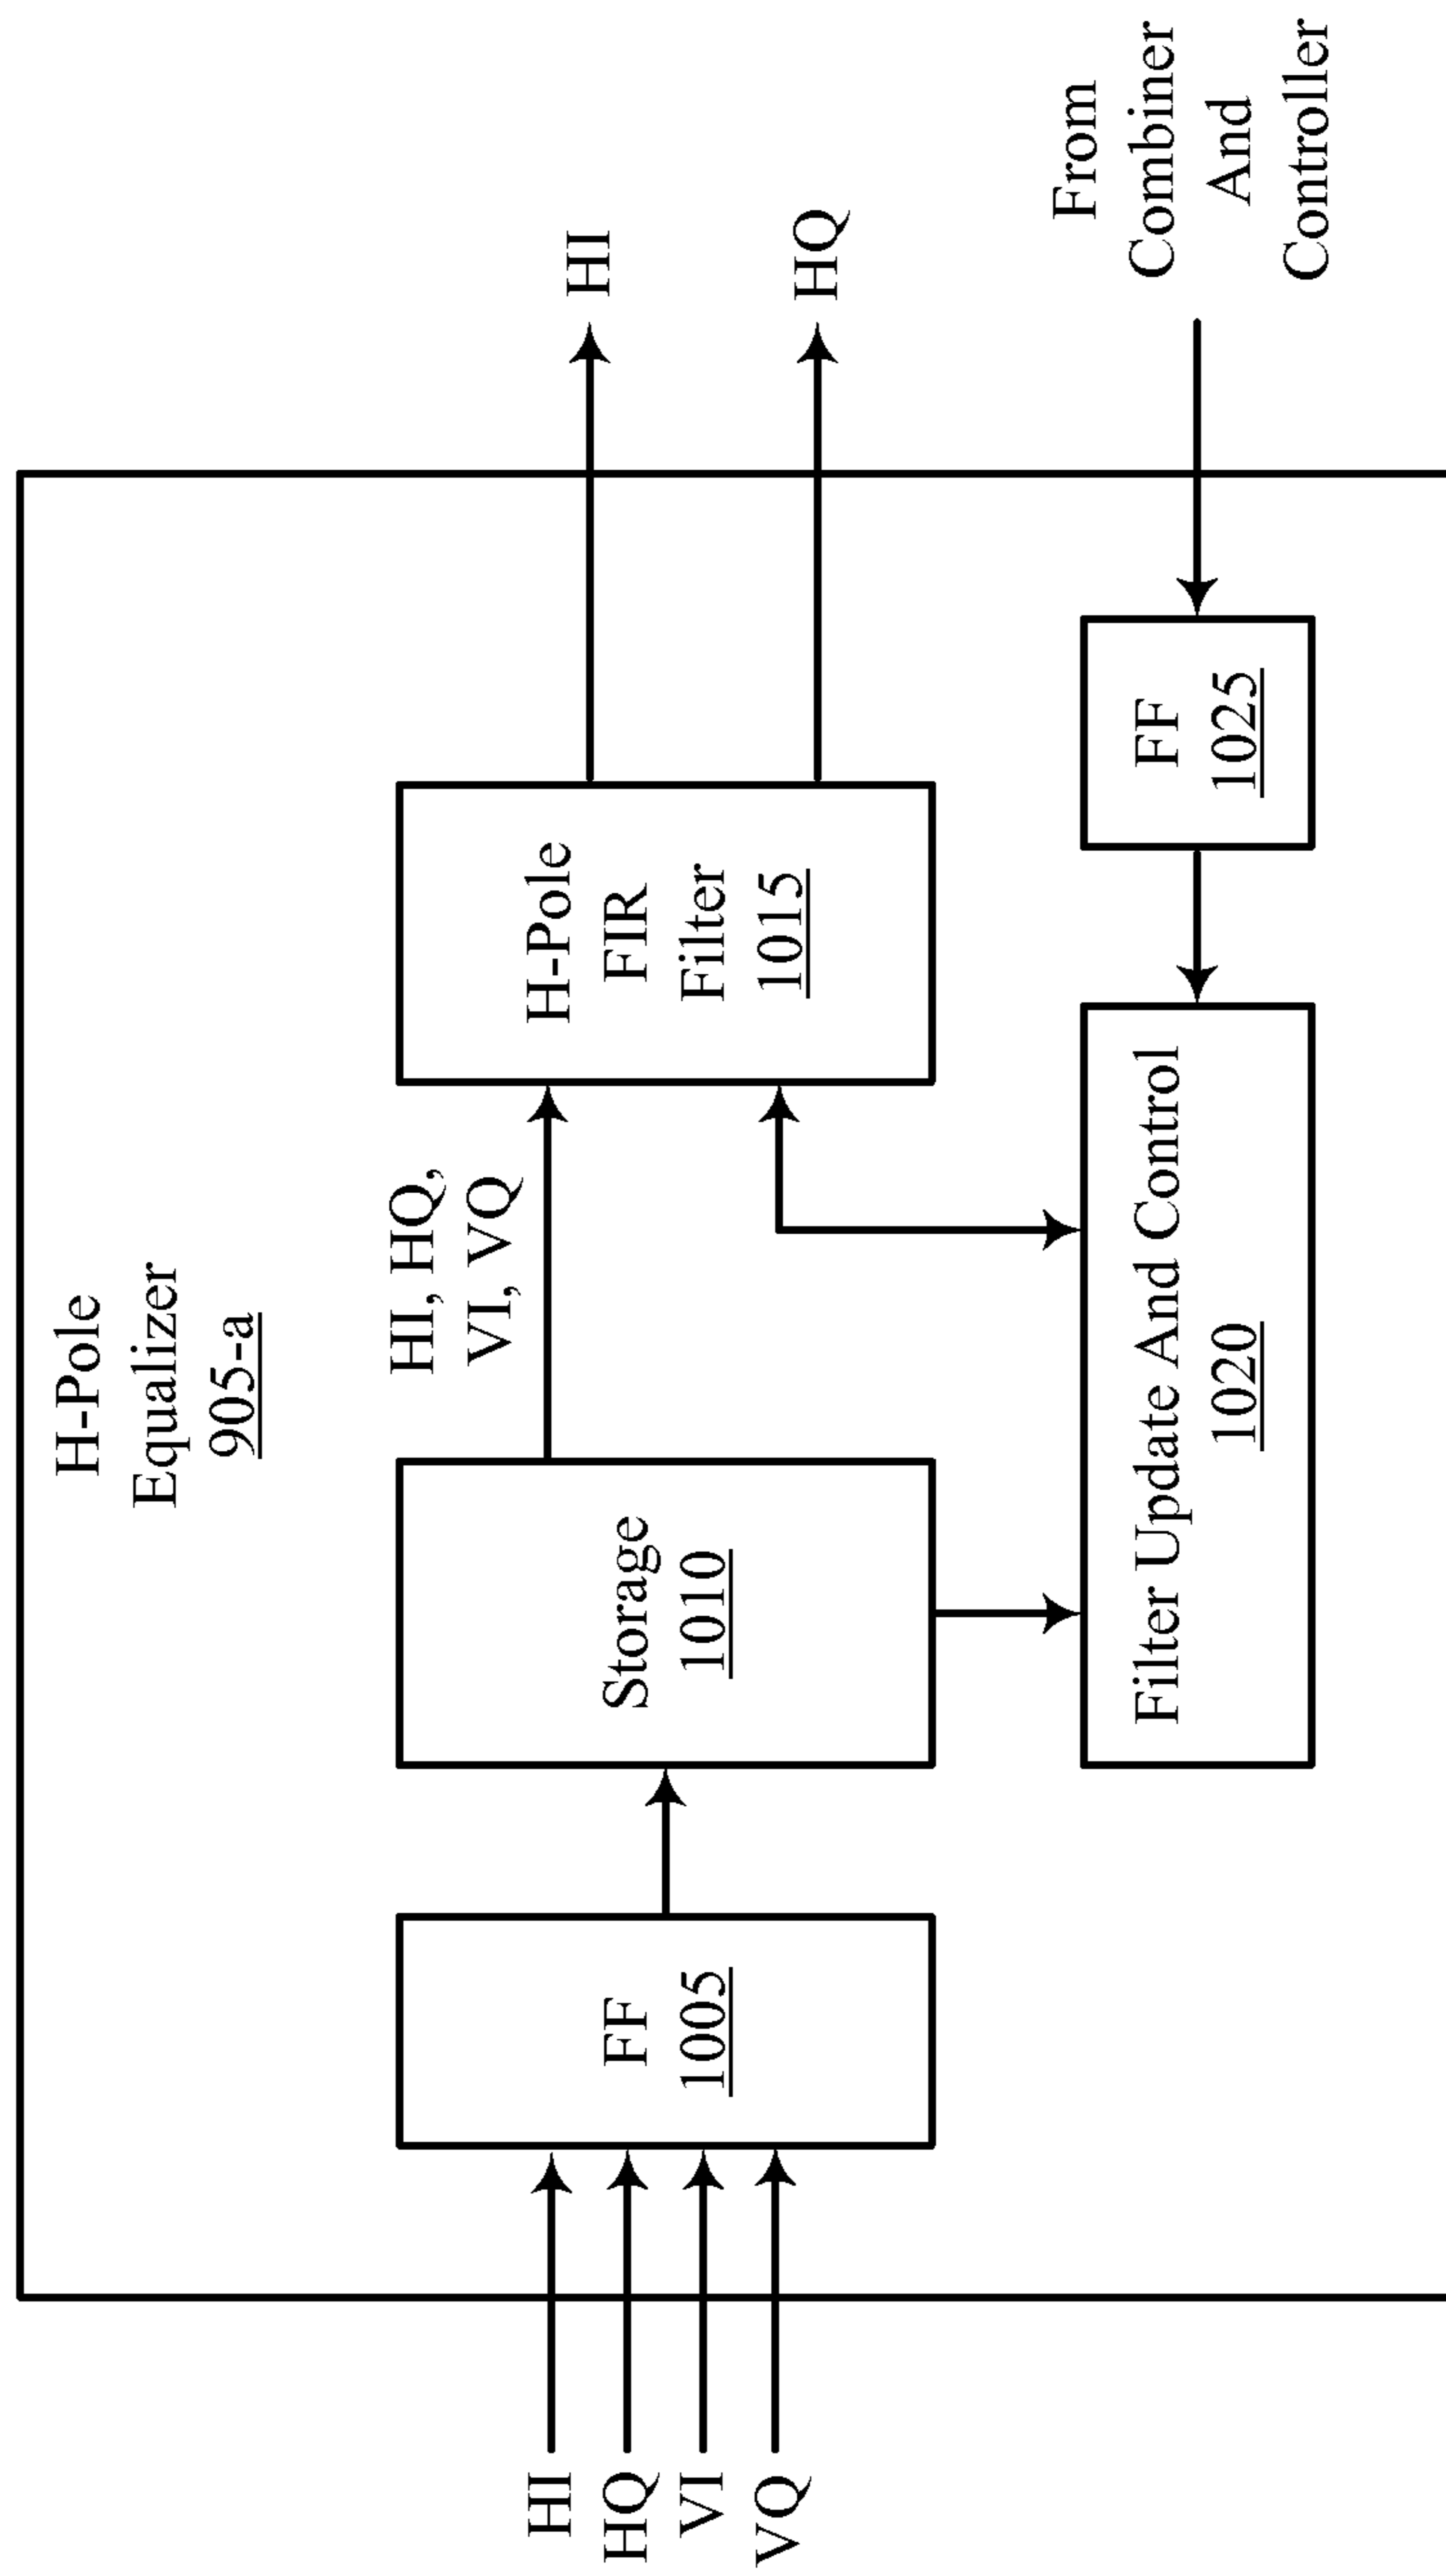 H-Pole
Equalizer
905-a
HI
HQ
VI
VQ
FF
1005
Storage
1010
HI, HQ,
VI, VQ
H-Pole
FIR
Filter
1015
HI
HQ
Filter Update And Control
1020
FF
1025
From
Combiner
And
Controller